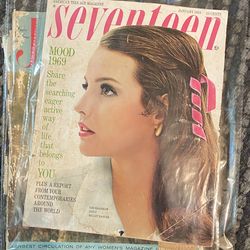 AMERICA'S TEEN-AGE MAGAZINE
JANUARY 1969
seventeen
MOOD
1969
Share
the
searching
eager
active
way of
life
that
belongs
to
YOU
PLUS A REPORT
FROM YOUR
CONTEMPORARIES
AROUND
THE WORLD
LARGEST CIRCULATION OF ANY WOMEN'S MAGAZINE